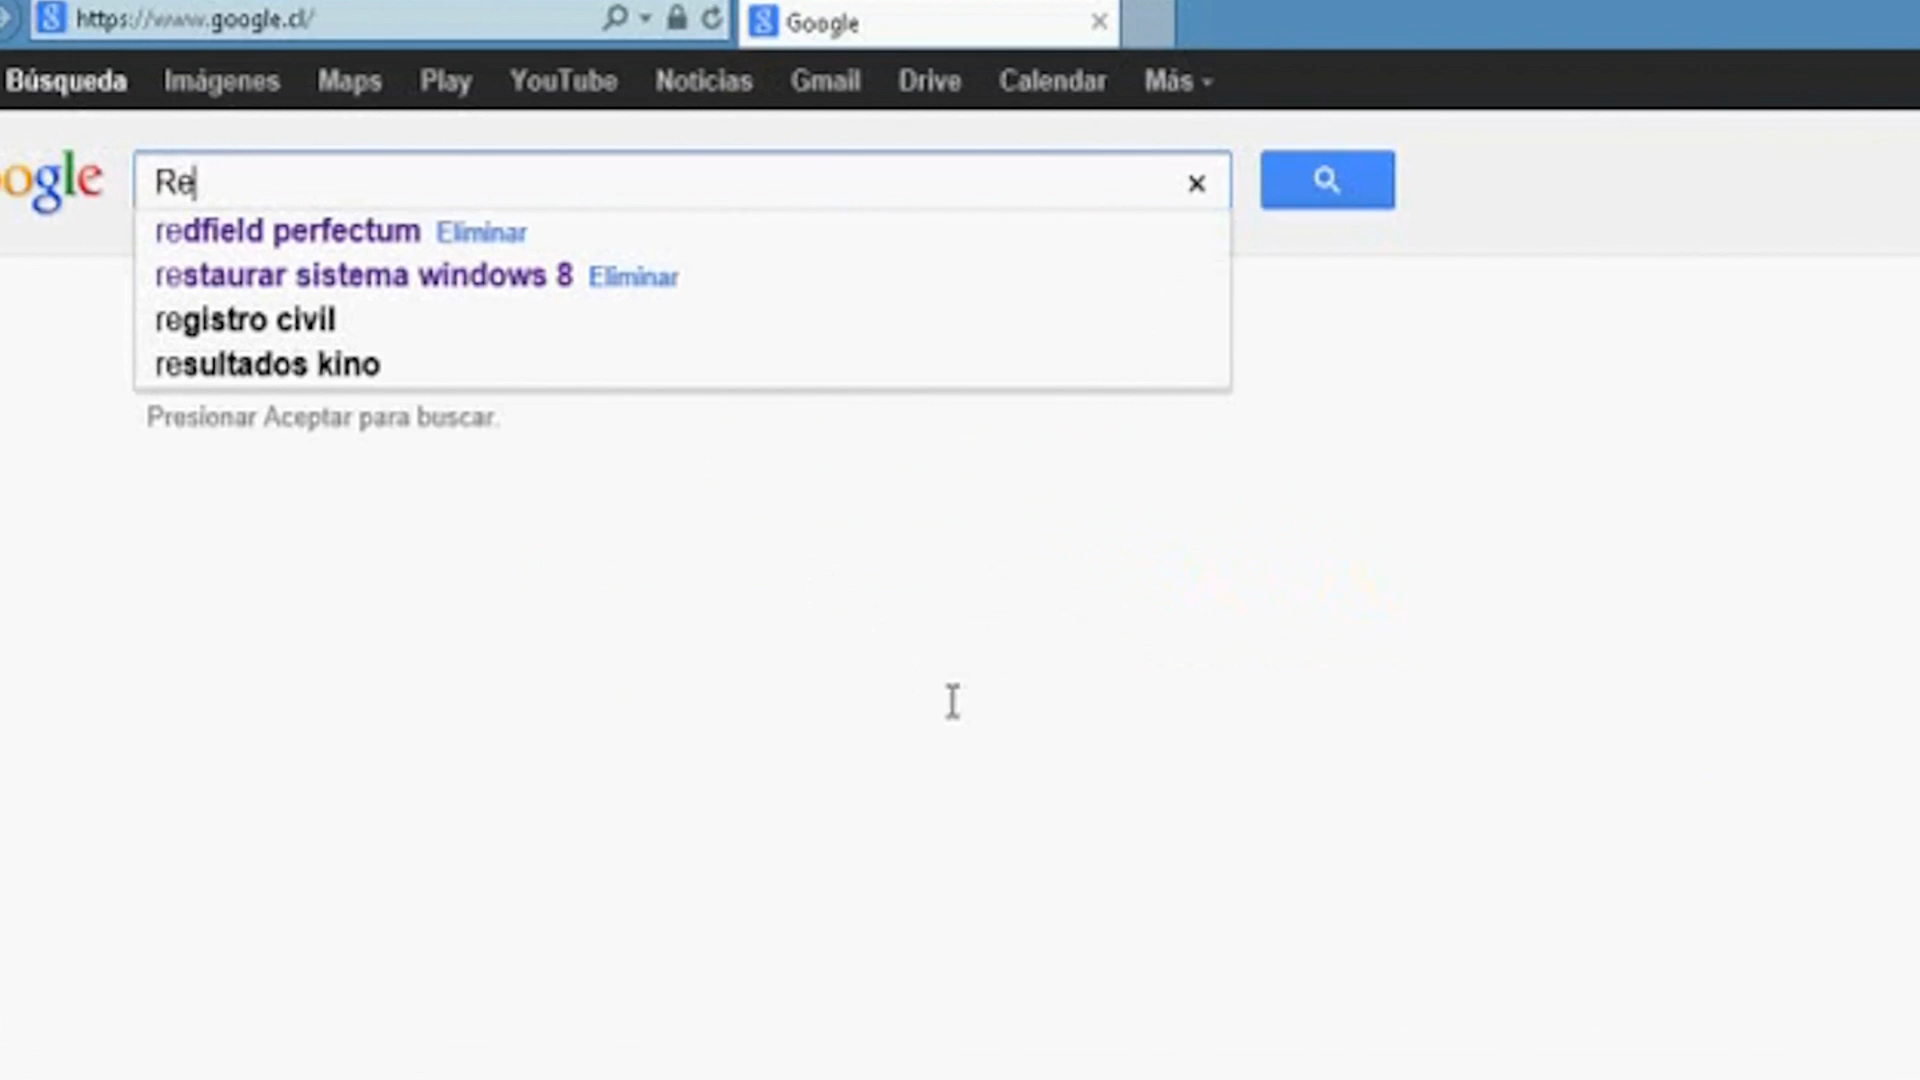 https://www.google.cl/
Google
Búsqueda Imágenes Maps Play YouTube Noticias Gmail Drive Calendar Más
ogle
Re
redfield perfectum Eliminar
restaurar sistema windows 8 Eliminar
registro civil
resultados kino
Presionar Aceptar para buscar.